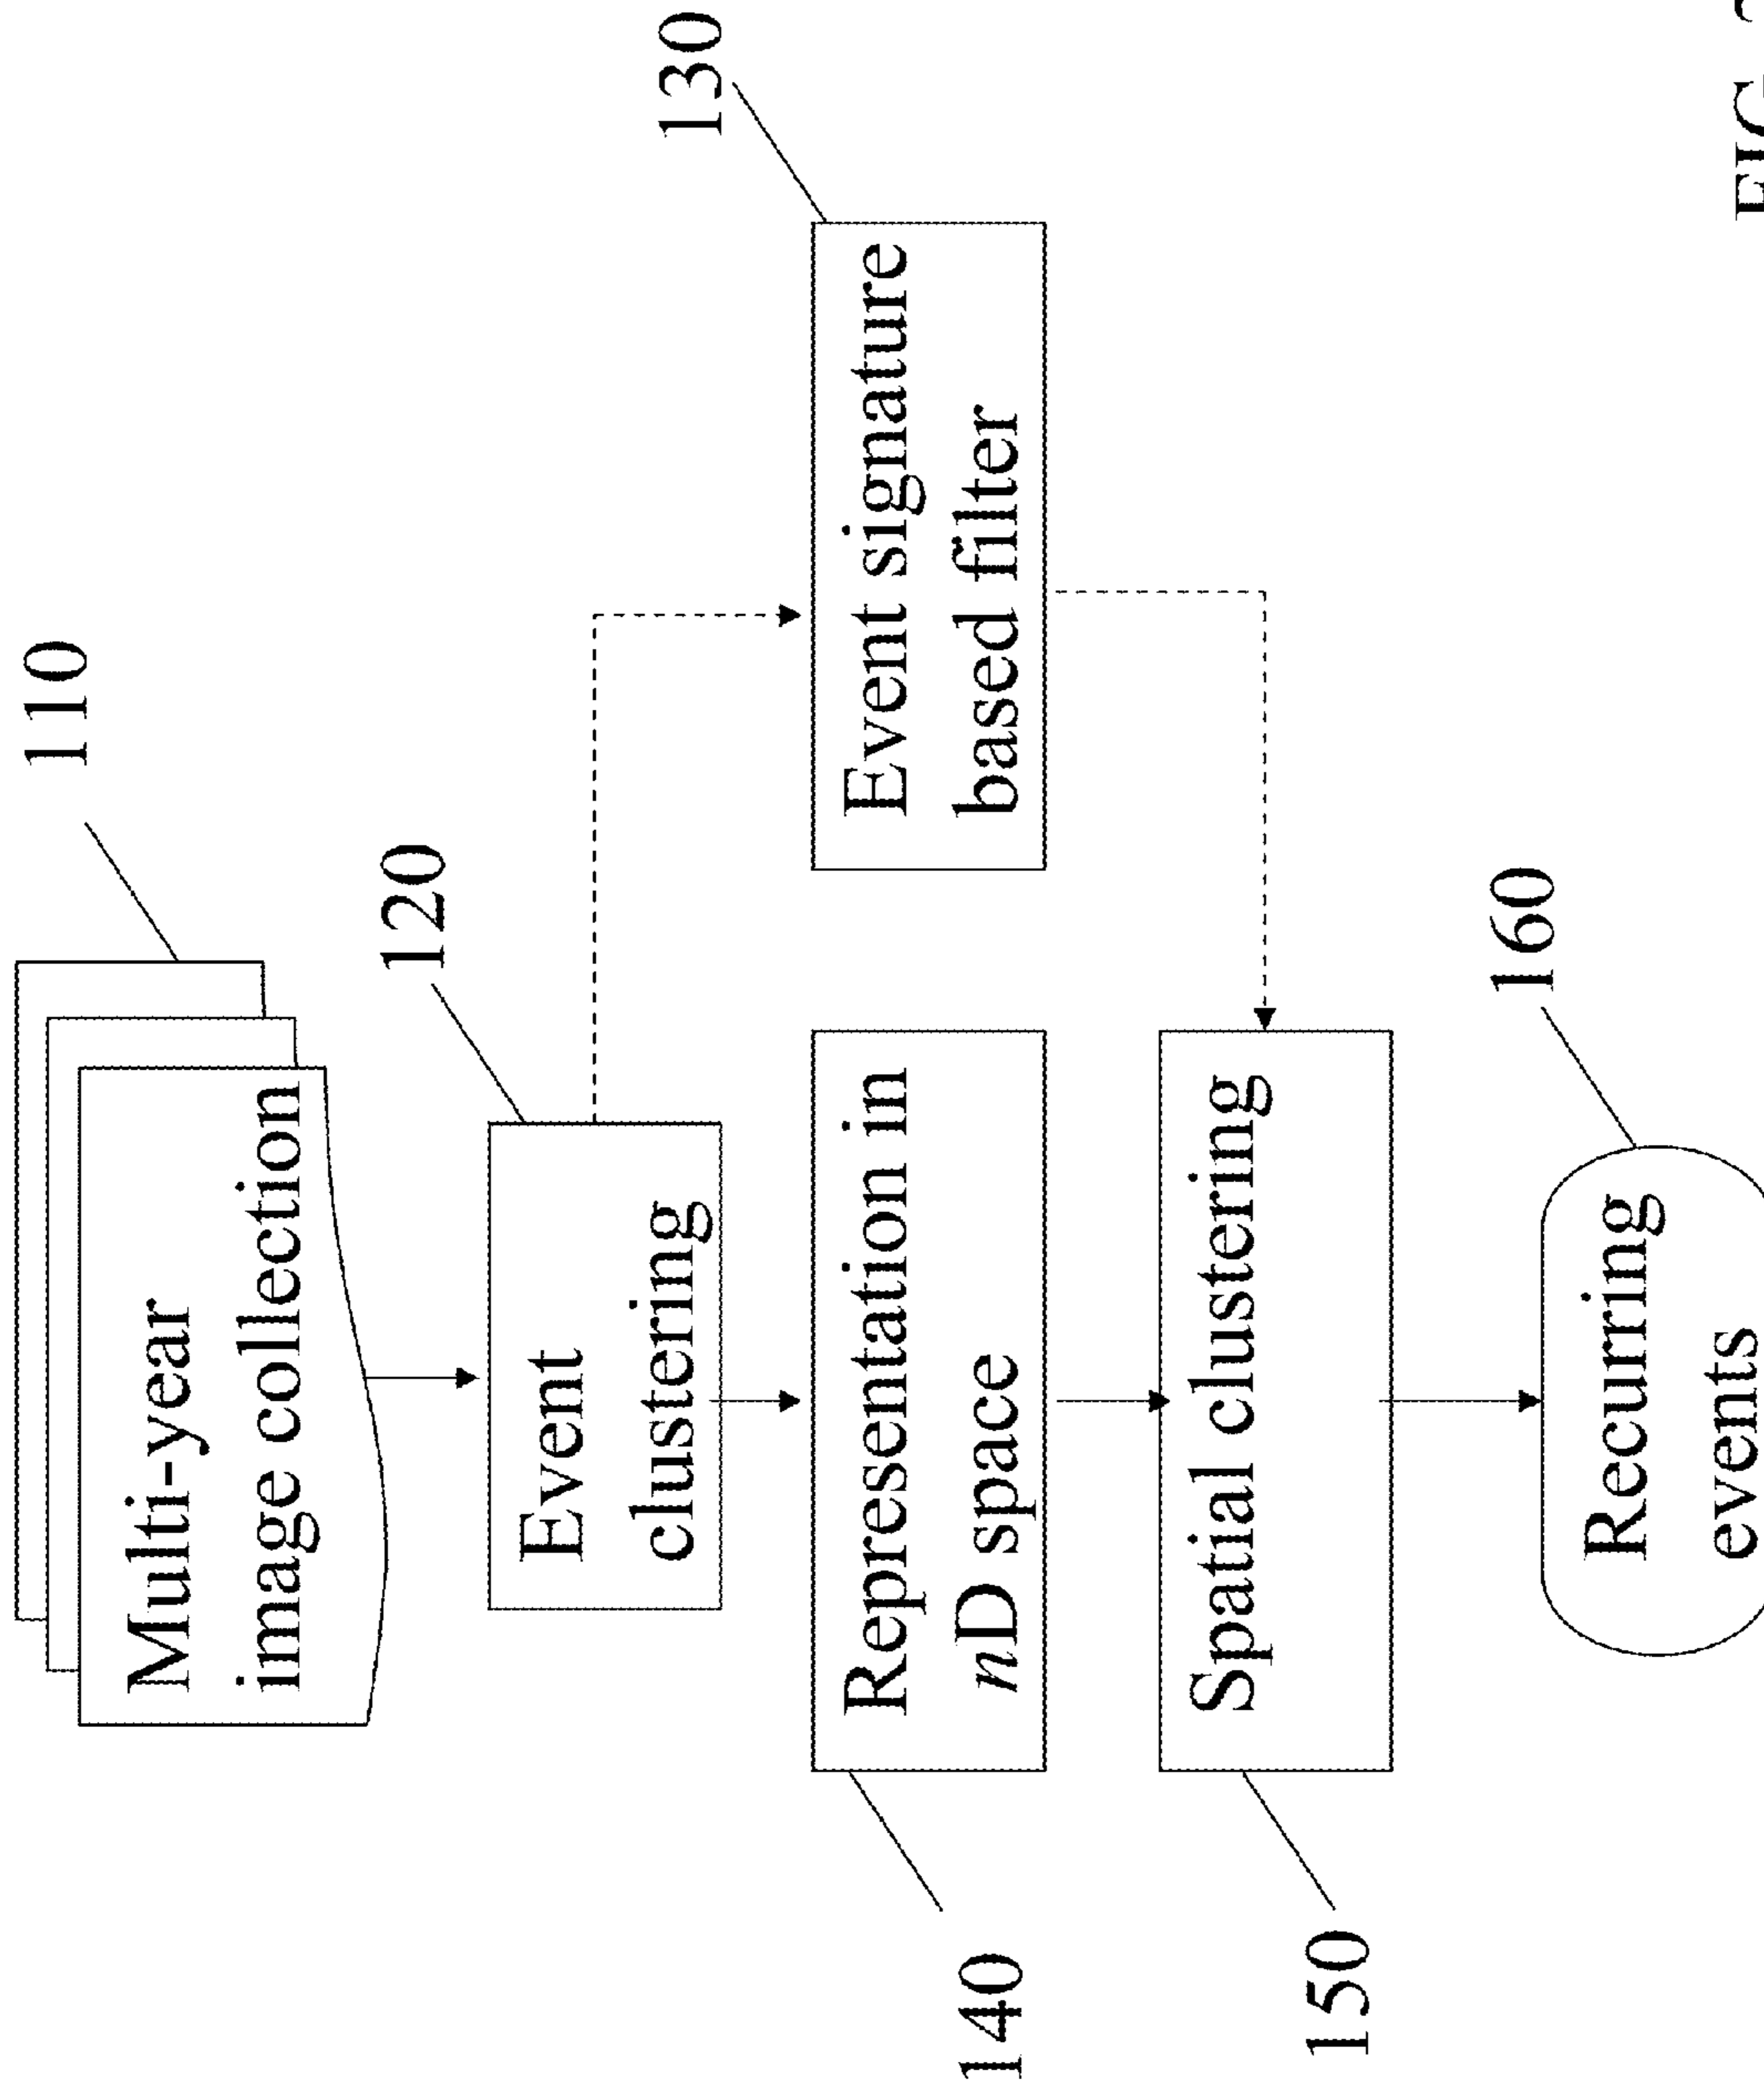 110
Multi-year
image collection
120
Event
clustering
130
Event signature
based filter
140
Representation in
nD space
150
Spatial clustering
160
Recurring
events
FIG